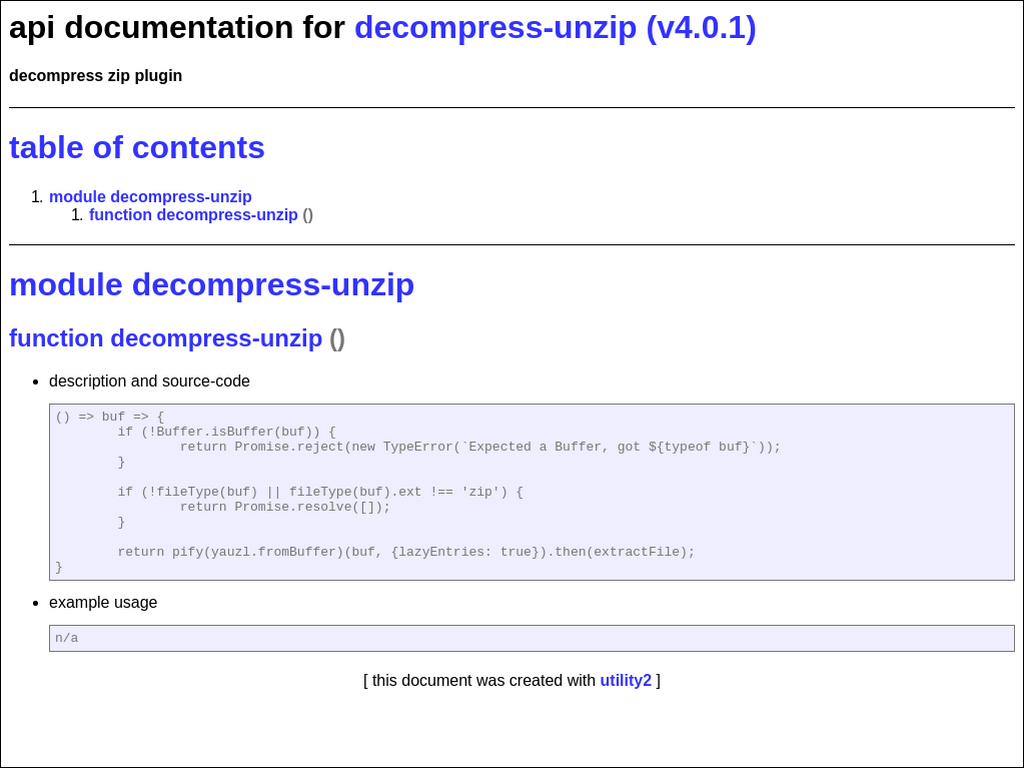 api documentation for decompress-unzip (v4.0.1)
decompress zip plugin
table of contents
1. module decompress-unzip
1. function decompress-unzip ()
module decompress-unzip
function decompress-unzip ()
• description and source-code
() => buf => {
        if (!Buffer.isBuffer(buf)) {
                return Promise.reject(new TypeError(`Expected a Buffer, got ${typeof buf}`));
        }
        if (!fileType(buf) || fileType(buf).ext !== 'zip') {
                return Promise.resolve([]);
        }
        return pify(yauzl.fromBuffer)(buf, {lazyEntries: true}).then(extractFile);
}
• example usage
n/a
[ this document was created with utility2 ]